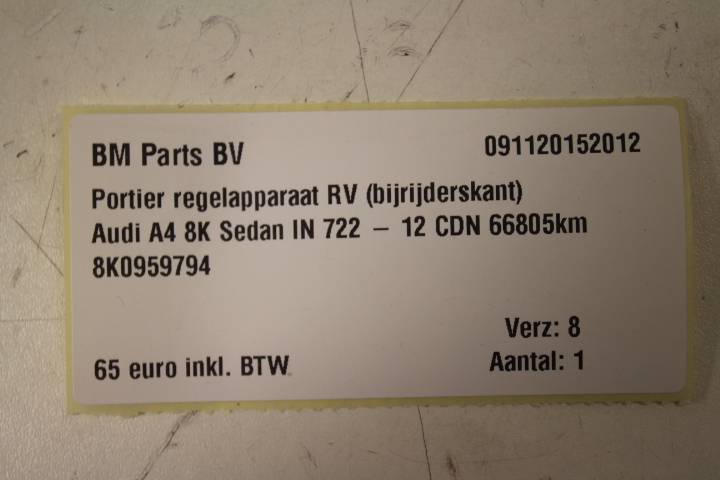 BM Parts BV 091120152012
Portier regelapparaat RV (bijrijderskant)
Audi A4 8K Sedan IN 722 – 12 CDN 66805km
8K0959794
Verz: 8
65 euro inkl. BTW. Aantal: 1